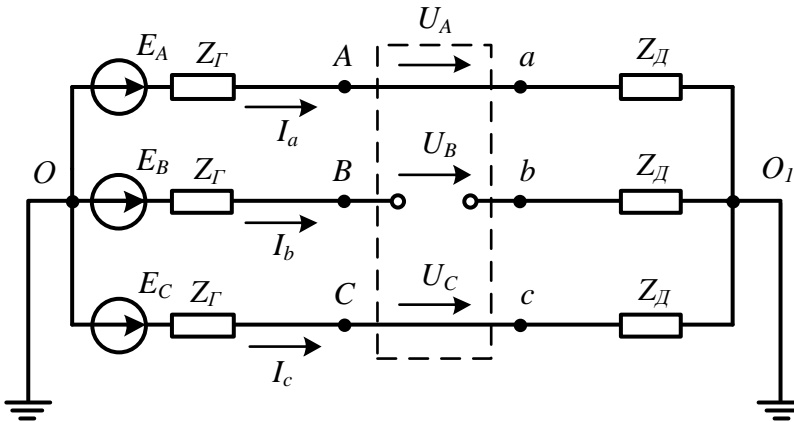 U_A
E_A Z_Г A a Z_Д
I_a
U_B
O E_B Z_Г B b Z_Д O_1
I_b
U_C
E_C Z_Г C c Z_Д
I_c